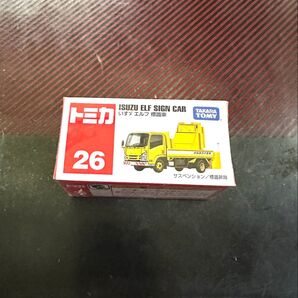 トミカ
ISUZU ELF SIGN CAR
いすゞ エルフ 標識車
TAKARA
TOMY
26
サスペンション／標識昇降